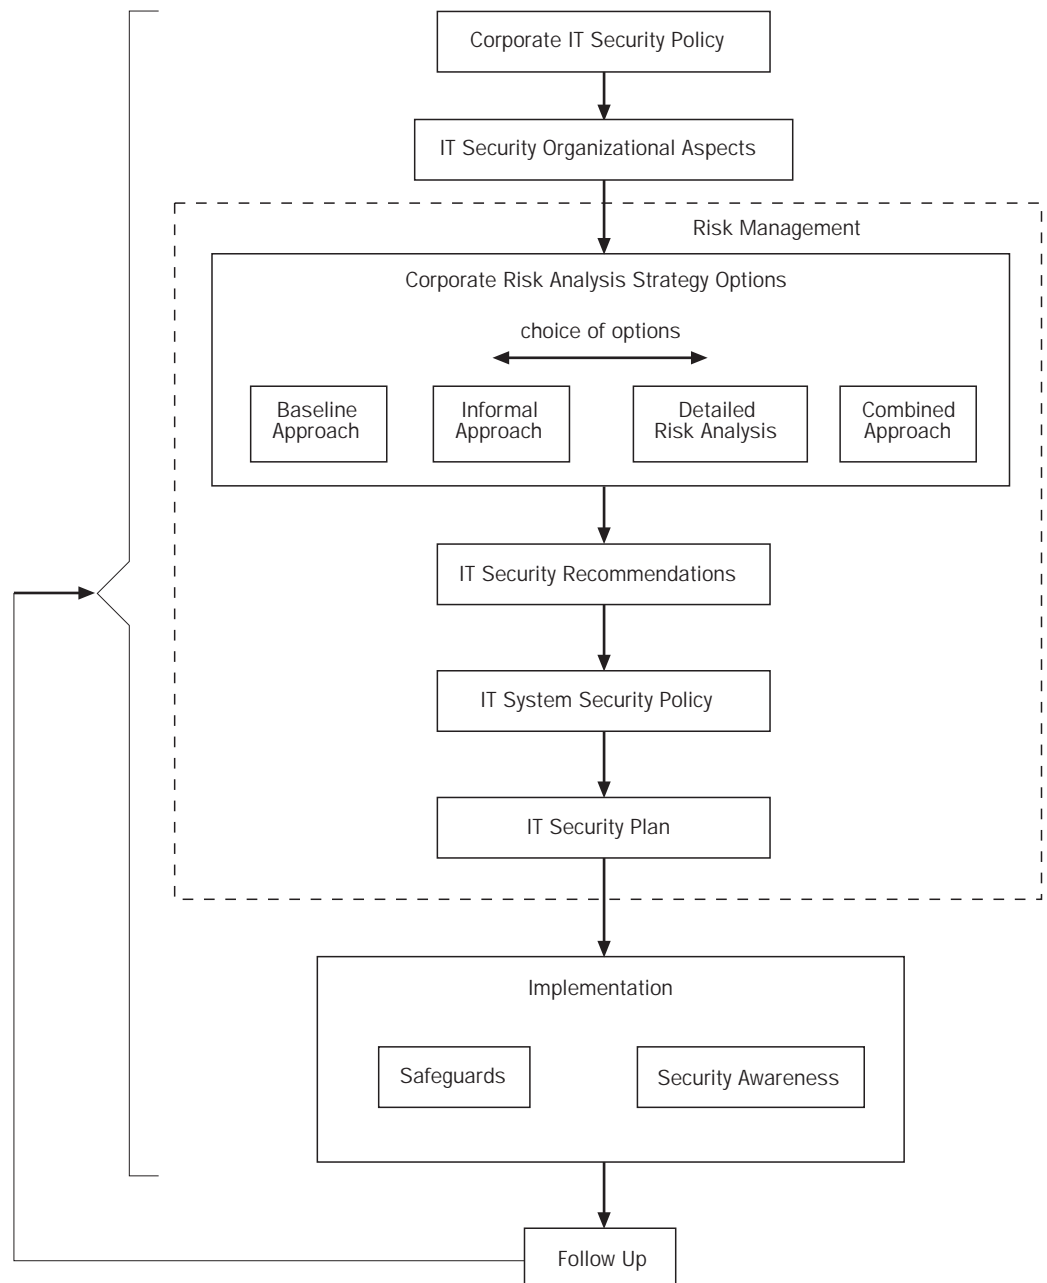 Corporate IT Security Policy
IT Security Organizational Aspects
Risk Management
Corporate Risk Analysis Strategy Options
choice of options
Baseline
Approach
Informal
Approach
Detailed
Risk Analysis
Combined
Approach
IT Security Recommendations
IT System Security Policy
IT Security Plan
Implementation
Safeguards
Security Awareness
Follow Up